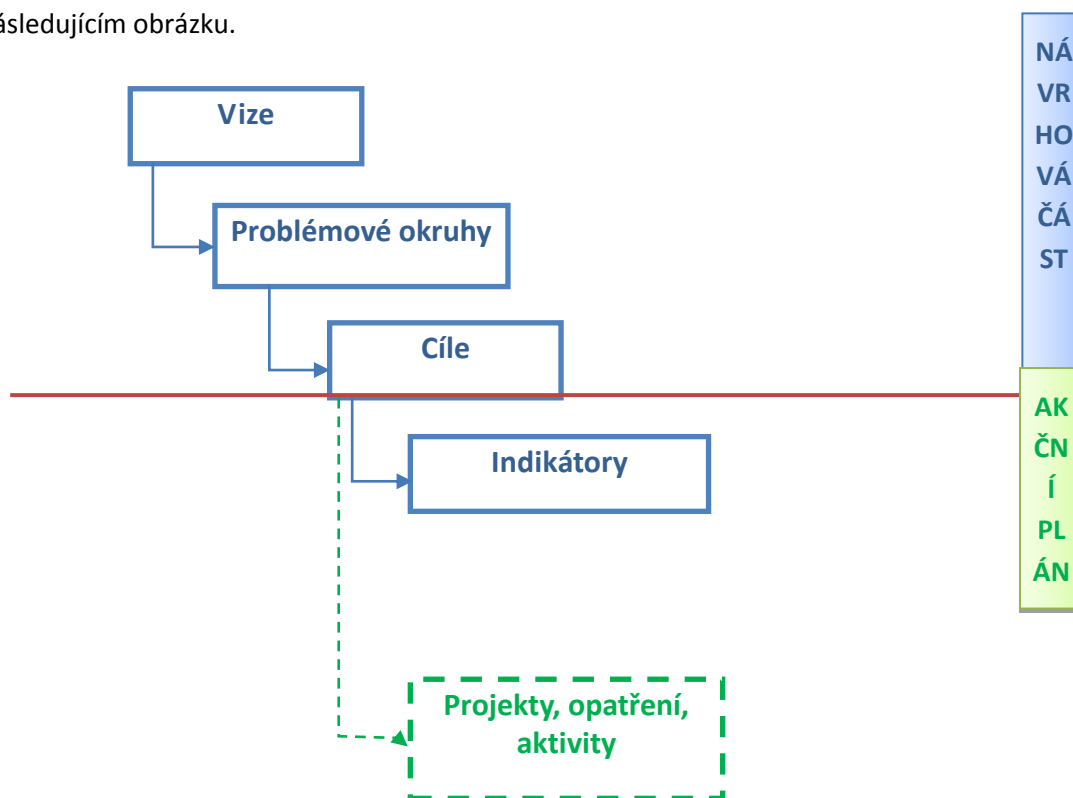 ásledujícím obrázku.
Vize
Problémové okruhy
Cíle
Indikátory
Projekty, opatření,
aktivity
NÁ
VR
HO
VÁ
ČÁ
ST
AK
ČN
Í
PL
ÁN